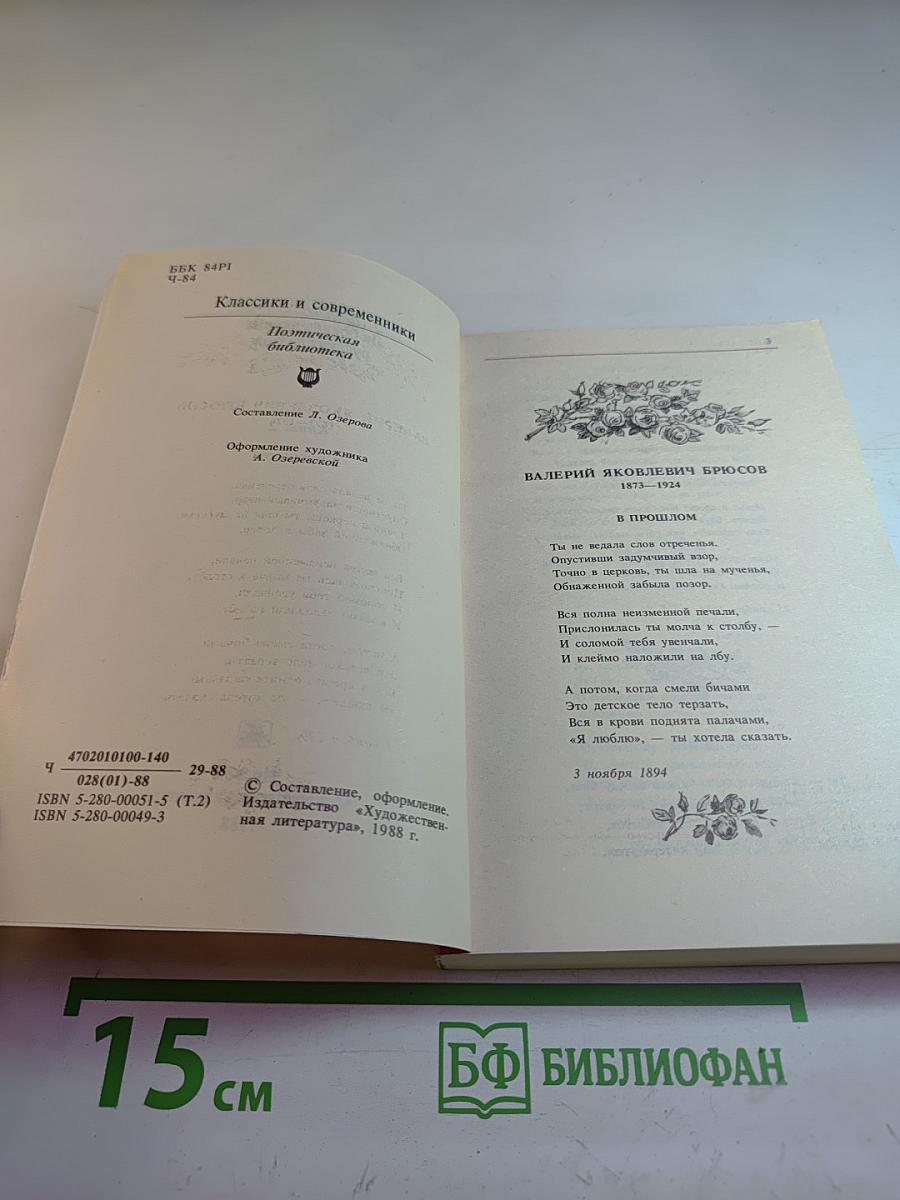 ББК 84Р1
Ч-84
Классики и современники
Поэтическая
библиотека
Составление Л. Озерова
Оформление художника
А. Озеревской
Ч 4702010100-140
028(01)-88 29-88
ISBN 5-280-00051-5 (Т.2)
ISBN 5-280-00049-3
© Составление, оформление.
Издательство «Художествен-
ная литература», 1988 г.
3
ВАЛЕРИЙ ЯКОВЛЕВИЧ БРЮСОВ
1873—1924
В ПРОШЛОМ
Ты не ведала слов отреченья.
Опустивши задумчивый взор,
Точно в церковь, ты шла на мученья,
Обнаженной забыла позор.
Вся полна неизменной печали,
Прислонилась ты молча к столбу, —
И соломой тебя увенчали,
И клеймо наложили на лбу.
А потом, когда смели бичами
Это детское тело терзать,
Вся в крови поднята палачами,
«Я люблю», — ты хотела сказать.
3 ноября 1894
15 см
БФ БИБЛИОФАН